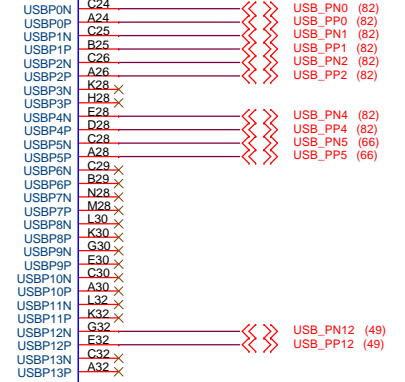 USBP0N C24 USB_PN0 (82)
USBP0P A24 USB_PP0 (82)
USBP1N C25 USB_PN1 (82)
USBP1P B25 USB_PP1 (82)
USBP2N C26 USB_PN2 (82)
USBP2P A26 USB_PP2 (82)
USBP3N K28
USBP3P H28
USBP4N E28 USB_PN4 (82)
USBP4P D28 USB_PP4 (82)
USBP5N C28 USB_PN5 (66)
USBP5P A28 USB_PP5 (66)
USBP6N C29
USBP6P B29
USBP7N N28
USBP7P M28
USBP8N L30
USBP8P K30
USBP9N G30
USBP9P E30
USBP10N C30
USBP10P A30
USBP11N L32
USBP11P K32
USBP12N G32 USB_PN12 (49)
USBP12P E32 USB_PP12 (49)
USBP13N C32
USBP13P A32